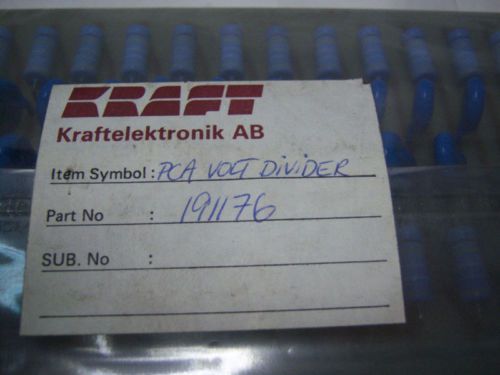 KRAFT
Kraftelektronik AB
Item Symbol : PCA VOLT DIVIDER
Part No : 191176
SUB. No :